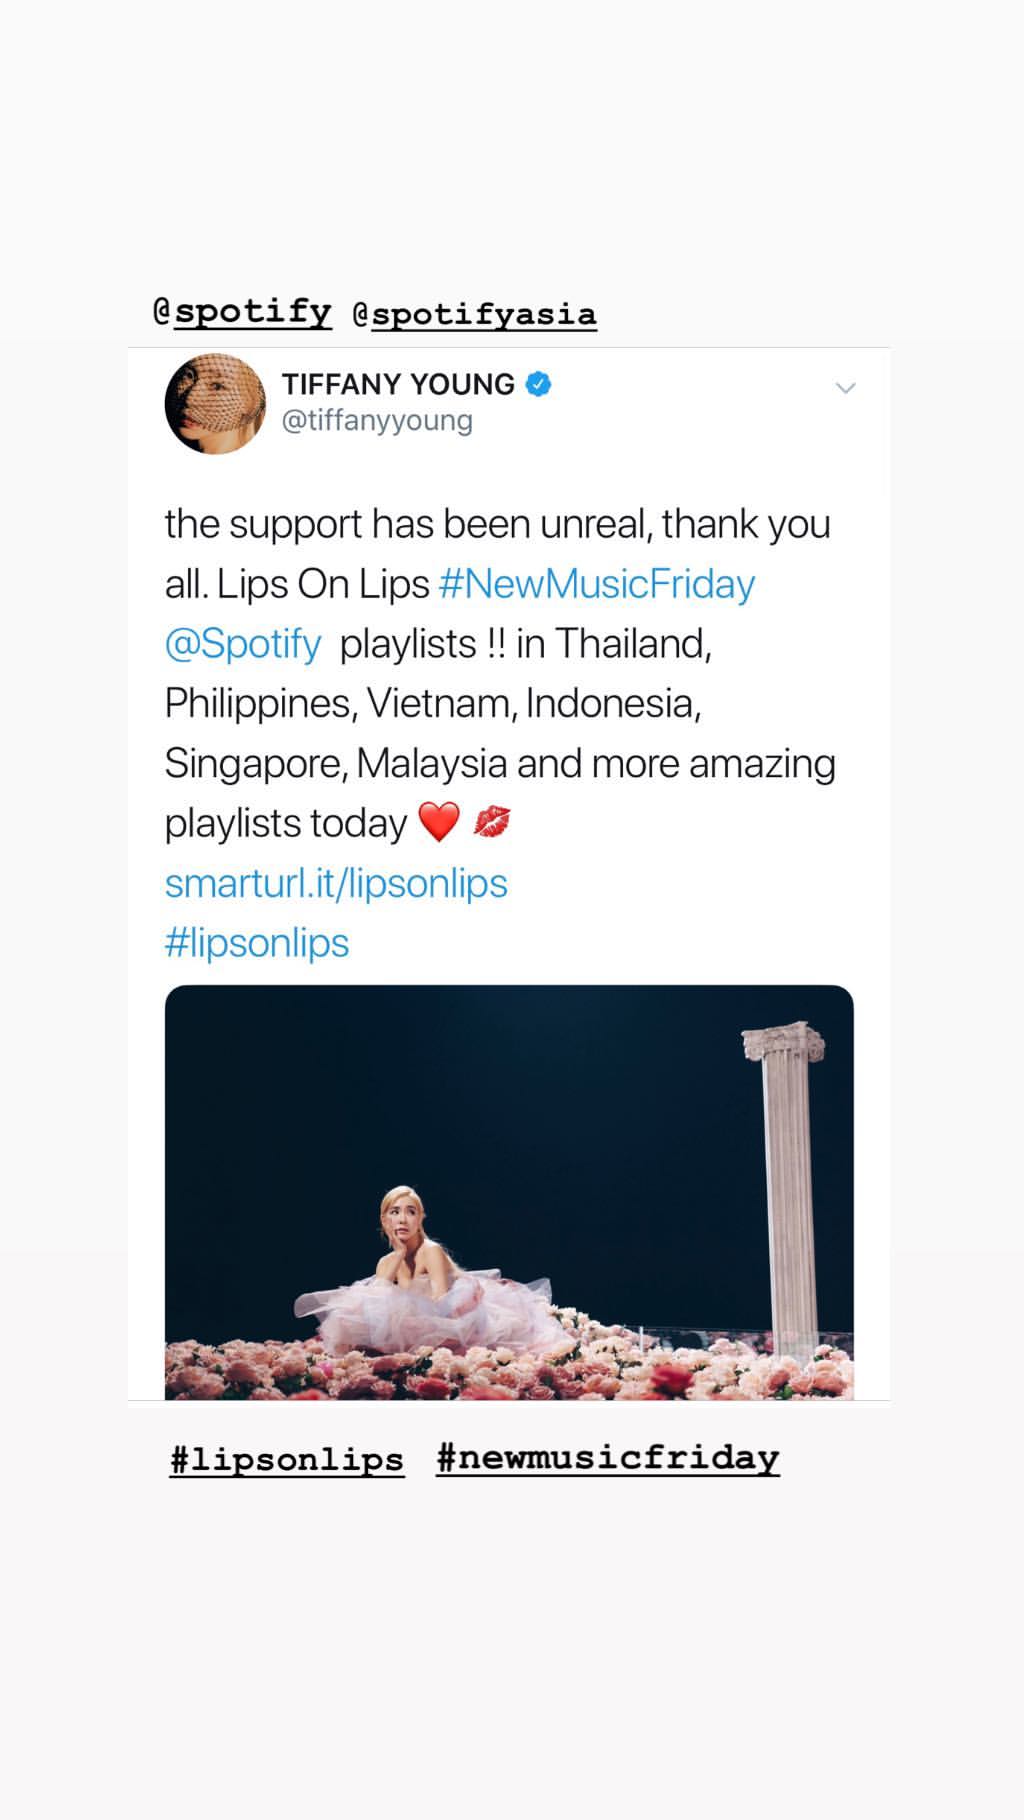 @spotify @spotifyasia
TIFFANY YOUNG
@tiffanyyoung
the support has been unreal, thank you
all. Lips On Lips #NewMusicFriday
@Spotify playlists !! in Thailand,
Philippines, Vietnam, Indonesia,
Singapore, Malaysia and more amazing
playlists today ❤️ 💋
smarturl.it/lipsonlips
#lipsonlips
#lipsonlips #newmusicfriday